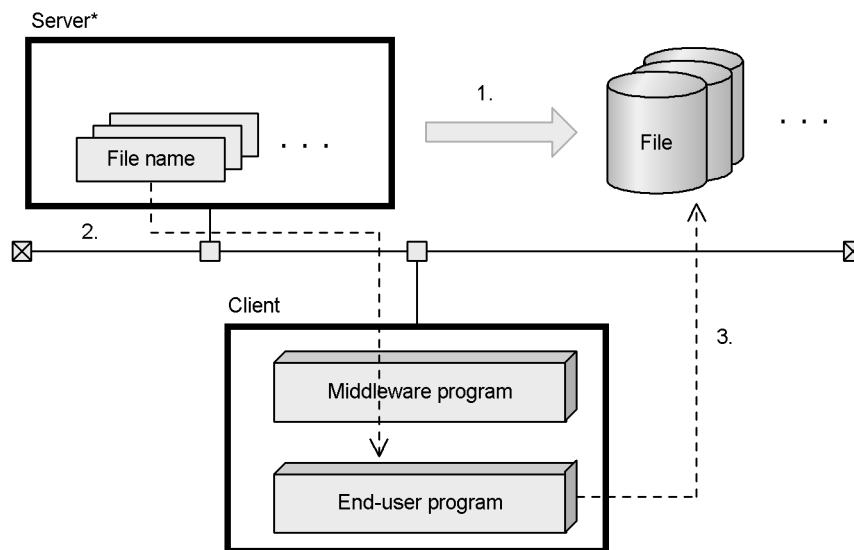 Server*
1.
File name
. . .
File
. . .
2.
Client
3.
Middleware program
End-user program